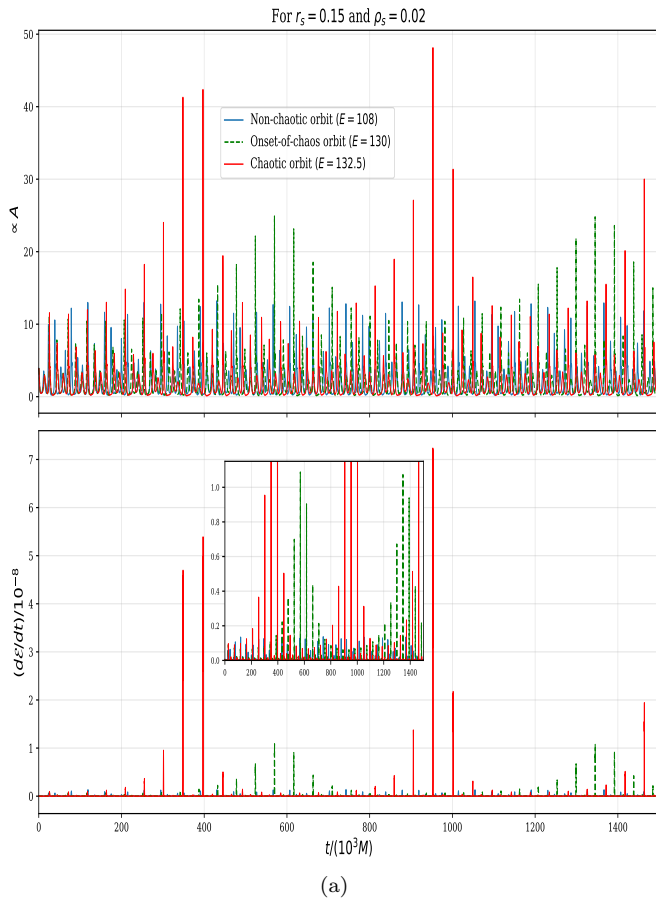 For r_s = 0.15 and ρ_s = 0.02
50
40
30
20
10
0
∝ A
Non-chaotic orbit (E = 108)
Onset-of-chaos orbit (E = 130)
Chaotic orbit (E = 132.5)
7
6
5
4
3
2
1
0
(dℰ/dt)/10⁻⁸
1.0
0.8
0.6
0.4
0.2
0.0
0 200 400 600 800 1000 1200 1400
0 200 400 600 800 1000 1200 1400
t/(10³M)
(a)